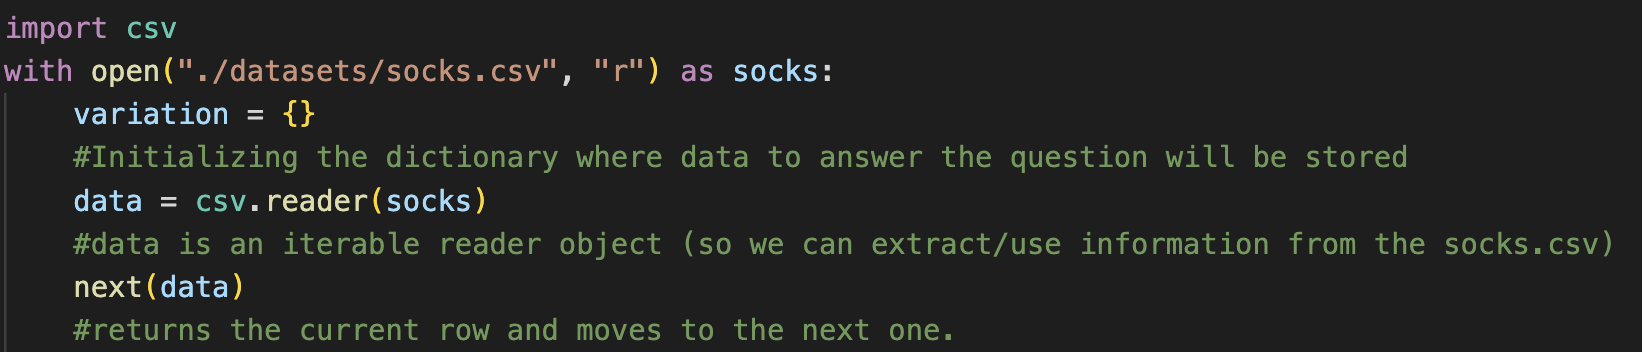 import csv
with open("./datasets/socks.csv", "r") as socks:
    variation = {}
    #Initializing the dictionary where data to answer the question will be stored
    data = csv.reader(socks)
    #data is an iterable reader object (so we can extract/use information from the socks.csv)
    next(data)
    #returns the current row and moves to the next one.